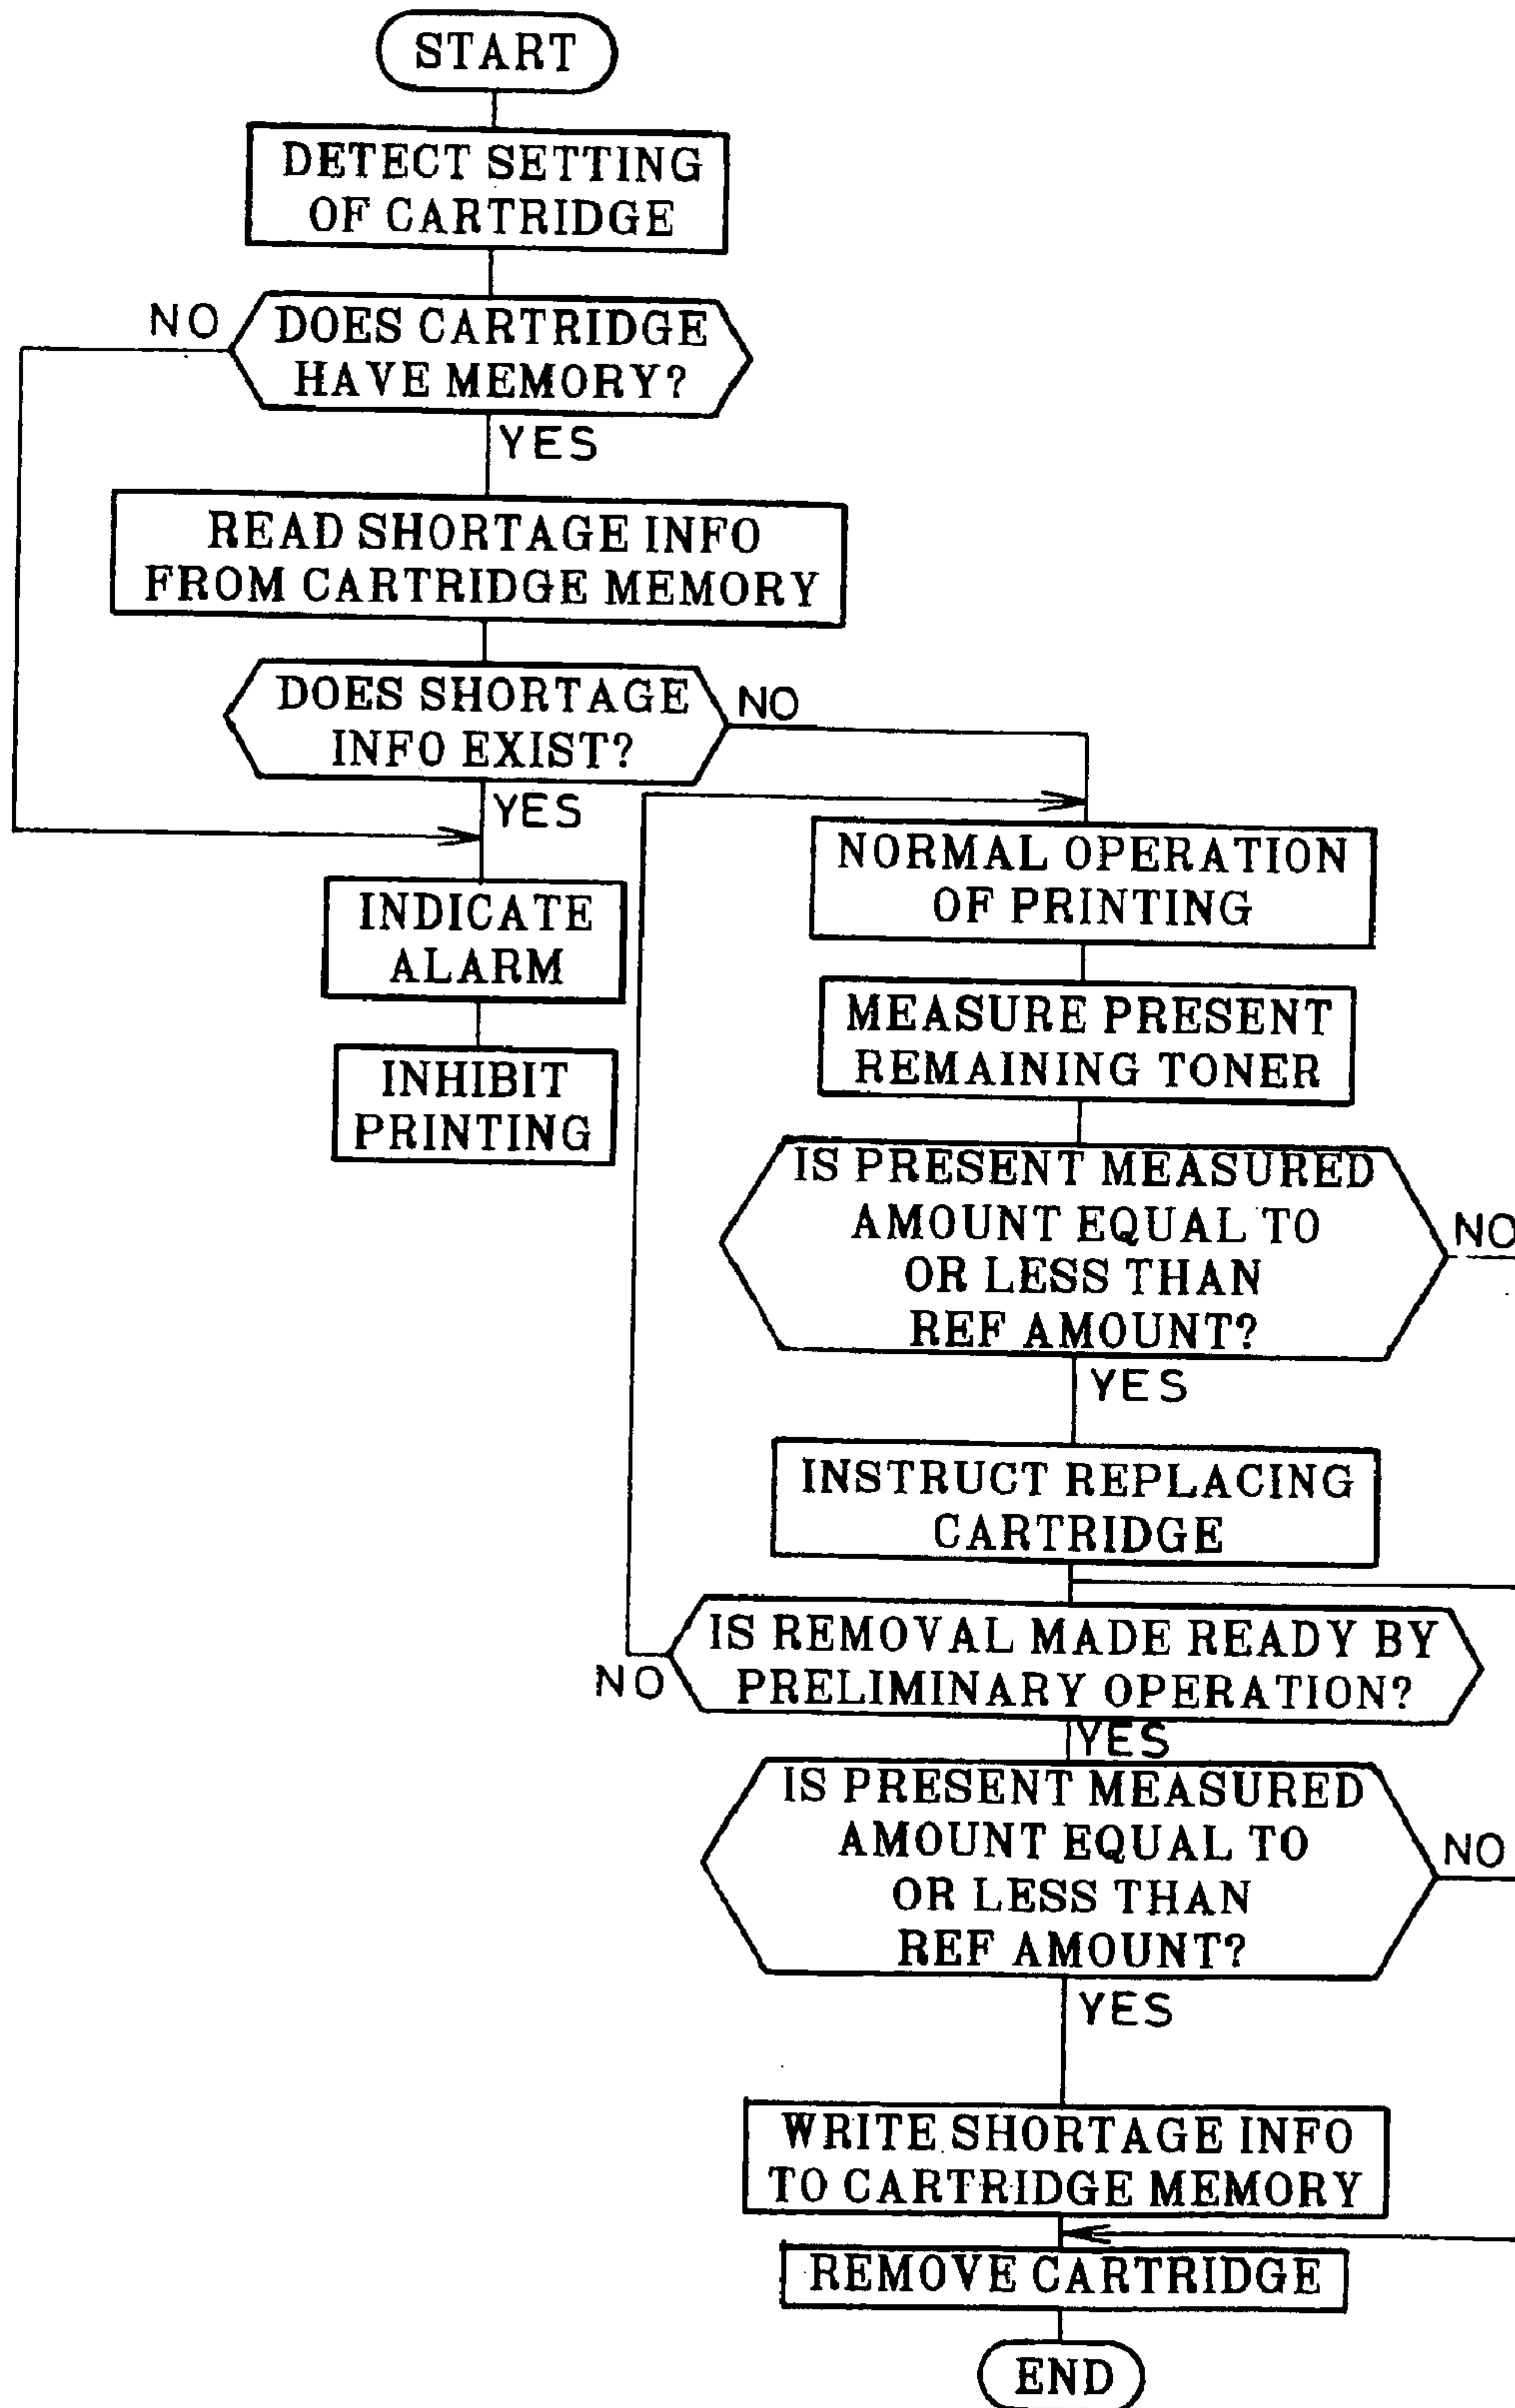 START
DETECT SETTING
OF CARTRIDGE
NO
DOES CARTRIDGE
HAVE MEMORY?
YES
READ SHORTAGE INFO
FROM CARTRIDGE MEMORY
DOES SHORTAGE
INFO EXIST?
NO
YES
INDICATE
ALARM
INHIBIT
PRINTING
NORMAL OPERATION
OF PRINTING
MEASURE PRESENT
REMAINING TONER
IS PRESENT MEASURED
AMOUNT EQUAL TO
OR LESS THAN
REF AMOUNT?
NO
YES
INSTRUCT REPLACING
CARTRIDGE
IS REMOVAL MADE READY BY
PRELIMINARY OPERATION?
NO
YES
IS PRESENT MEASURED
AMOUNT EQUAL TO
OR LESS THAN
REF AMOUNT?
NO
YES
WRITE SHORTAGE INFO
TO CARTRIDGE MEMORY
REMOVE CARTRIDGE
END